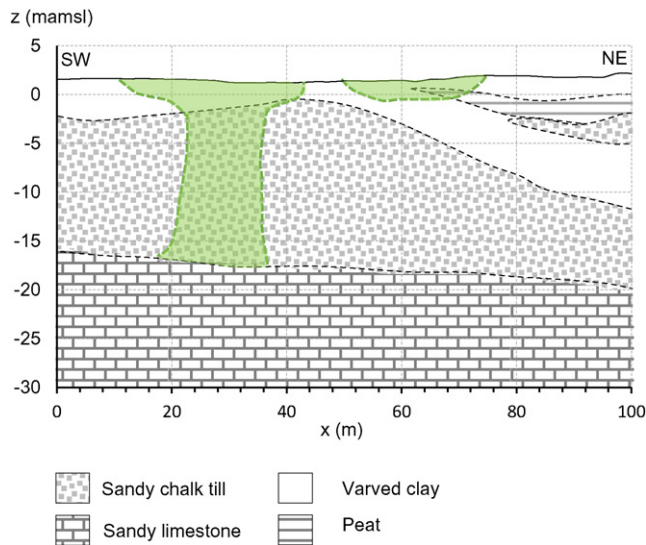 z (mamsl)
5
SW NE
0
-5
-10
-15
-20
-25
-30
0 20 40 60 80 100
x (m)
Sandy chalk till Varved clay
Sandy limestone Peat